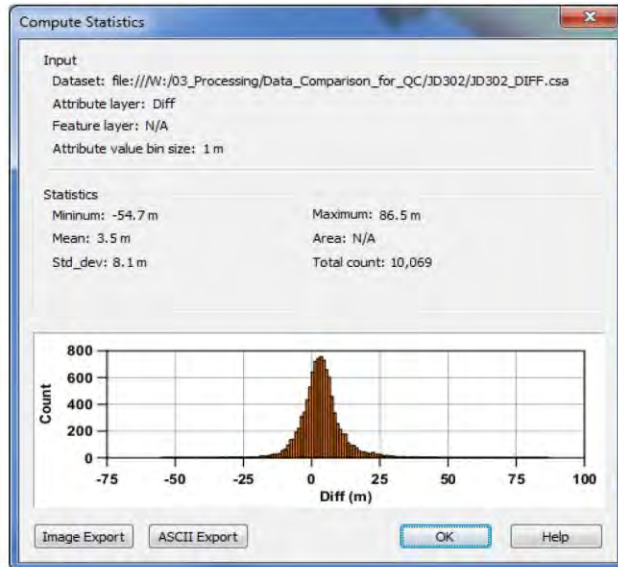 Compute Statistics
Input
Dataset: file:///W:/03_Processing/Data_Comparison_for_QC/JD302/JD302_DIFF.csa
Attribute layer: Diff
Feature layer: N/A
Attribute value bin size: 1 m
Statistics
Mininum: -54.7 m
Maximum: 86.5 m
Mean: 3.5 m
Area: N/A
Std_dev: 8.1 m
Total count: 10,069
800
600
400
200
0
Count
-75 -50 -25 0 25 50 75 100
Diff (m)
Image Export
ASCII Export
OK
Help